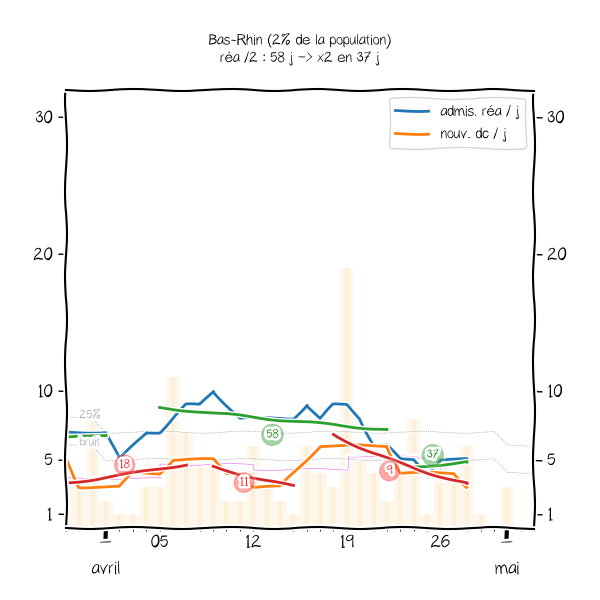 Bas-Rhin (2% de la population)
réa /2 : 58 j -> x2 en 37 j
admis. réa / j
nouv. dc / j
30
30
20
20
10
10
25%
bruit
58
37
5
5
18
9
11
1
1
05
12
19
26
avril
mai